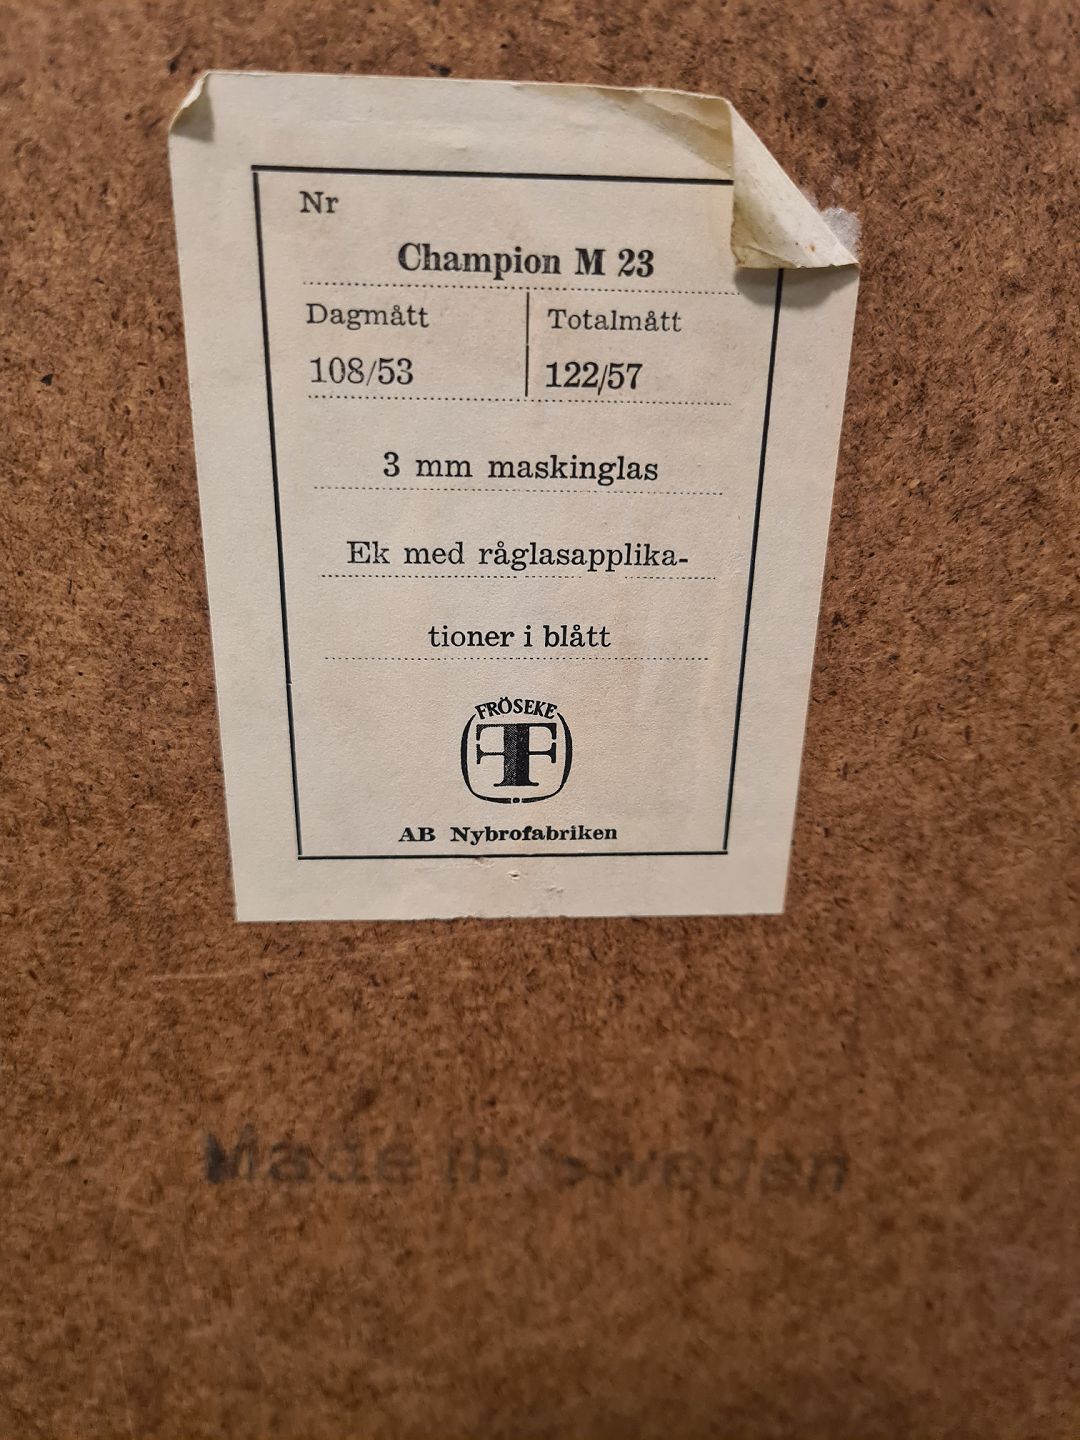 Nr
Champion M 23
Dagmått Totalmått
108/53 122/57
3 mm maskinglas
Ek med råglasapplika-
tioner i blått
FRÖSEKE
F
AB Nybrofabriken
Made in Sweden